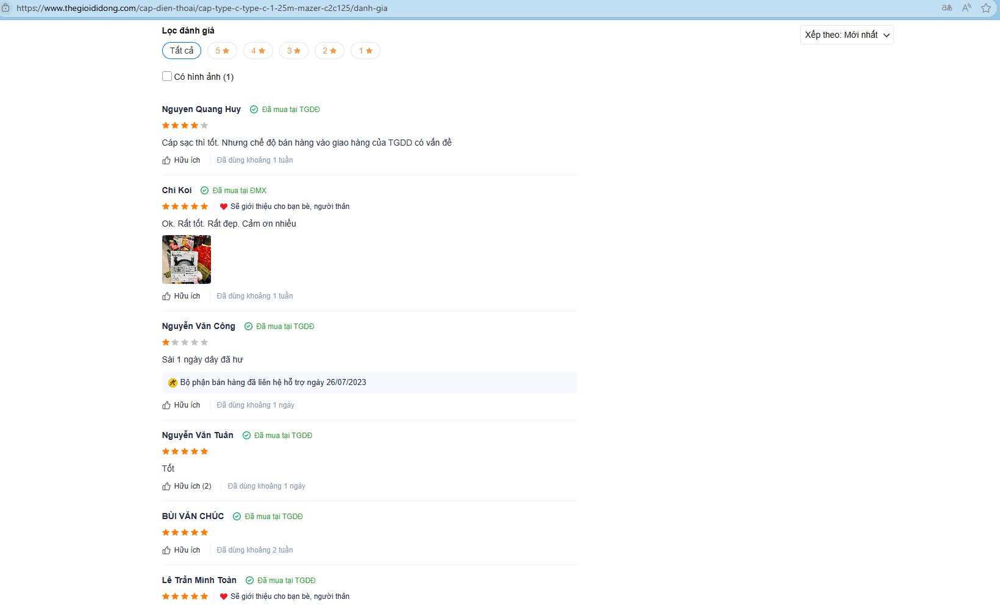 https://www.thegioididong.com/cap-dien-thoai/cap-type-c-type-c-1-25m-mazer-c2c125/danh-gia
Lọc đánh giá
Xếp theo: Mới nhất
Tất cả 5 4 3 2 1
Có hình ảnh (1)
Nguyen Quang Huy Đã mua tại TGDĐ
Cáp sạc thì tốt. Nhưng chế độ bán hàng vào giao hàng của TGDD có vấn đề
Hữu ích Đã dùng khoảng 1 tuần
Chi Koi Đã mua tại ĐMX
Sẽ giới thiệu cho bạn bè, người thân
Ok. Rất tốt. Rất đẹp. Cảm ơn nhiều
Hữu ích Đã dùng khoảng 1 tuần
Nguyễn Văn Công Đã mua tại TGDĐ
Sài 1 ngày dây đã hư
Bộ phận bán hàng đã liên hệ hỗ trợ ngày 26/07/2023
Hữu ích Đã dùng khoảng 1 ngày
Nguyễn Văn Tuân Đã mua tại TGDĐ
Tốt
Hữu ích (2) Đã dùng khoảng 1 ngày
BÙI VĂN CHÚC Đã mua tại TGDĐ
Hữu ích Đã dùng khoảng 2 tuần
Lê Trần Minh Toàn Đã mua tại TGDĐ
Sẽ giới thiệu cho bạn bè, người thân